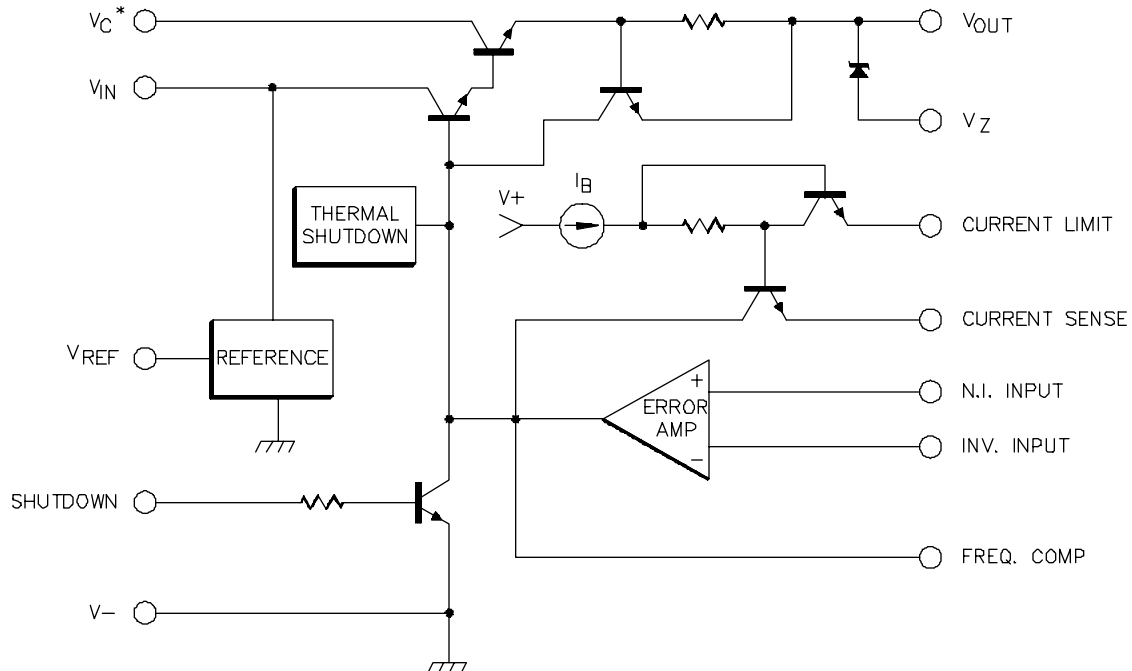 VC*
VOUT
VIN
VZ
IB
V+
THERMAL
SHUTDOWN
CURRENT LIMIT
CURRENT SENSE
VREF
REFERENCE
+
N.I. INPUT
ERROR
AMP
INV. INPUT
−
SHUTDOWN
FREQ. COMP
V−